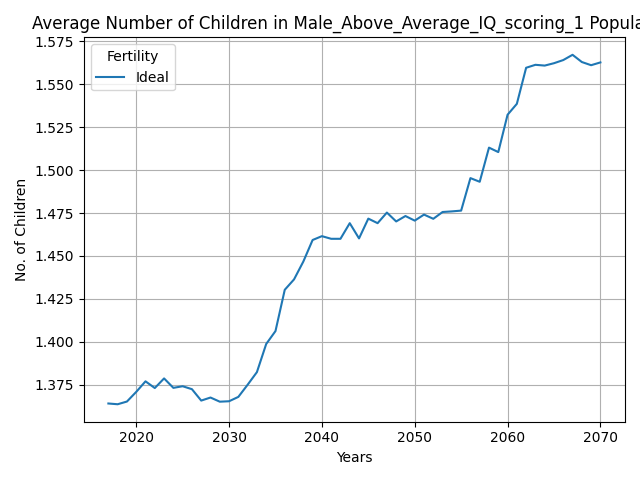 Average Number of Children in Male_Above_Average_IQ_scoring_1 Popula
1.575
1.550
1.525
1.500
1.475
1.450
1.425
1.400
1.375
No. of Children
Fertility
Ideal
2020 2030 2040 2050 2060 2070
Years